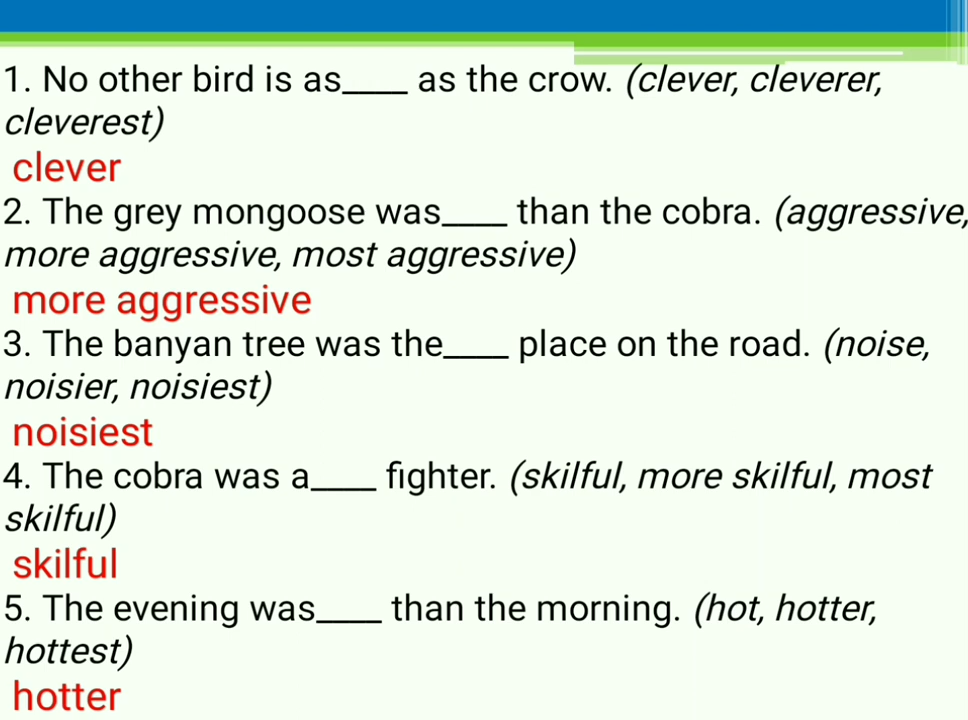 1. No other bird is as____ as the crow. (clever, cleverer,
cleverest)
clever
2. The grey mongoose was____ than the cobra. (aggressive,
more aggressive, most aggressive)
more aggressive
3. The banyan tree was the____ place on the road. (noise,
noisier, noisiest)
noisiest
4. The cobra was a____ fighter. (skilful, more skilful, most
skilful)
skilful
5. The evening was____ than the morning. (hot, hotter,
hottest)
hotter